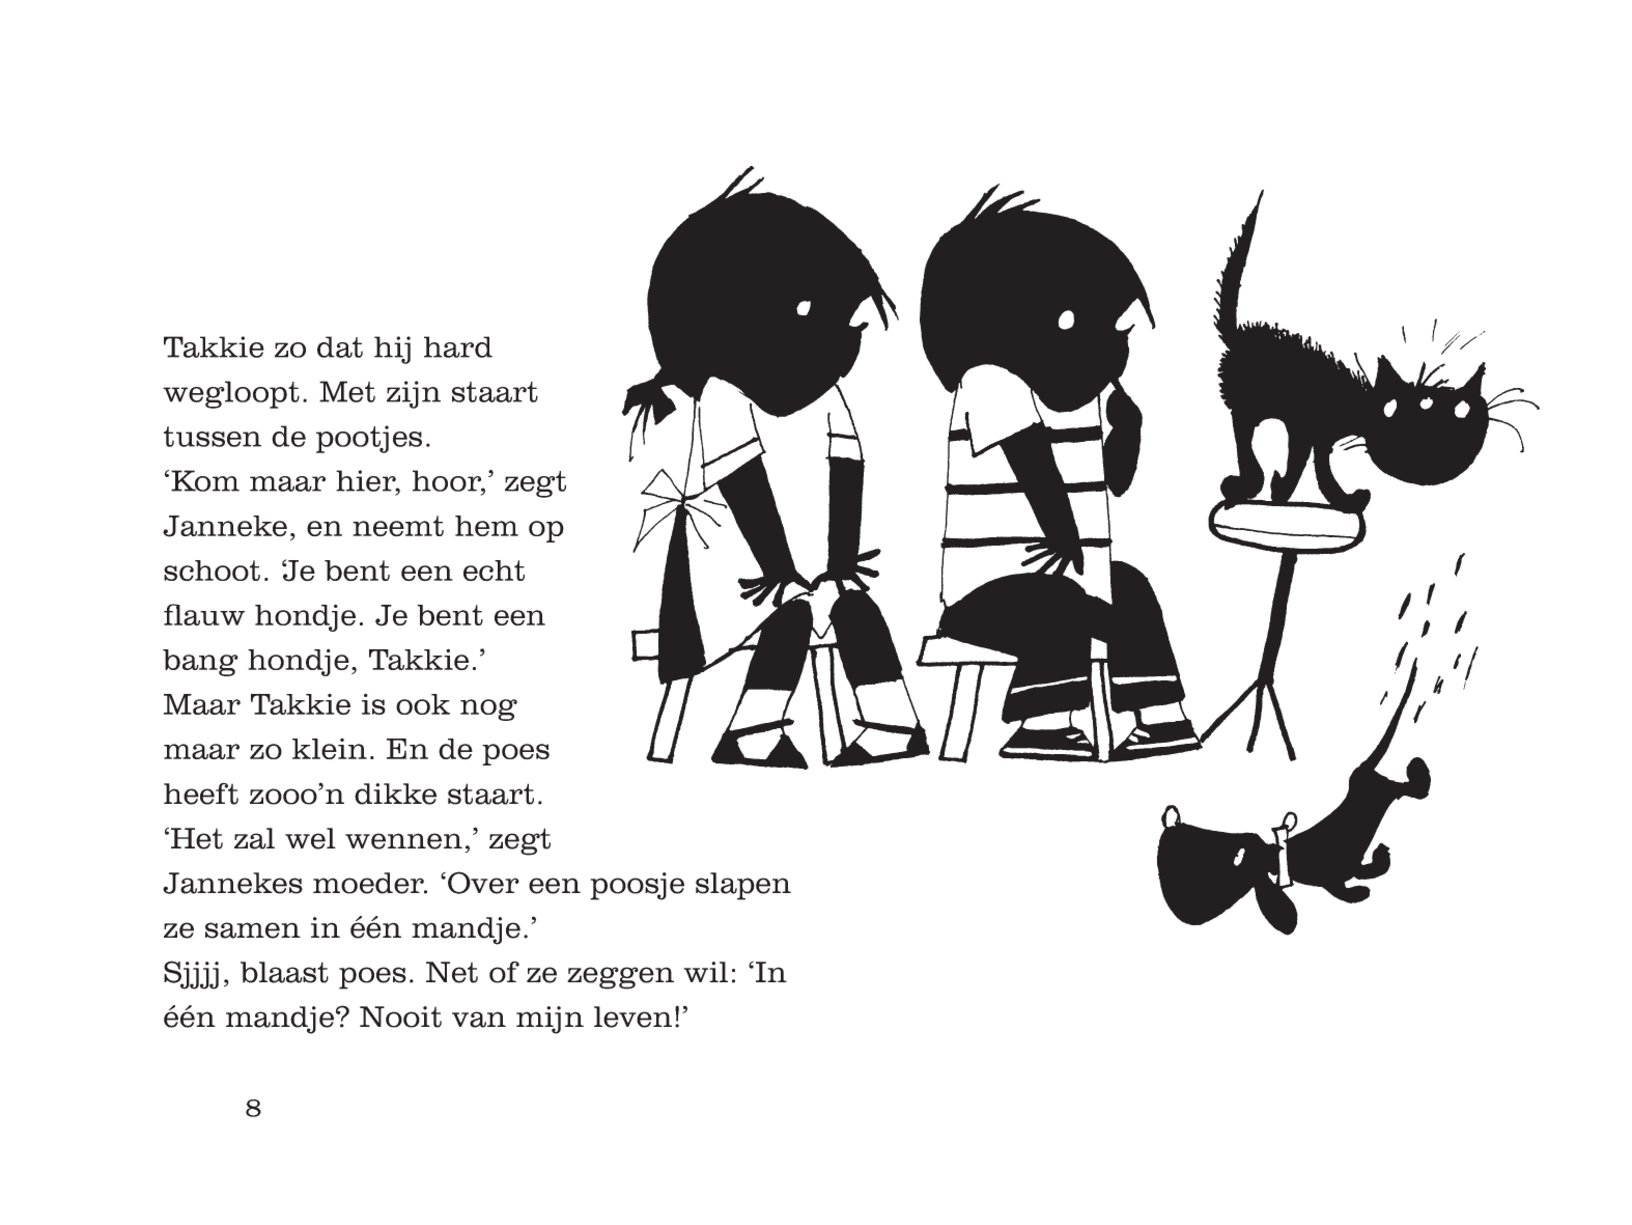 Takkie zo dat hij hard
wegloopt. Met zijn staart
tussen de pootjes.
‘Kom maar hier, hoor,’ zegt
Janneke, en neemt hem op
schoot. ‘Je bent een echt
flauw hondje. Je bent een
bang hondje, Takkie.’
Maar Takkie is ook nog
maar zo klein. En de poes
heeft zooo’n dikke staart.
‘Het zal wel wennen,’ zegt
Jannekes moeder. ‘Over een poosje slapen
ze samen in één mandje.’
Sjjjj, blaast poes. Net of ze zeggen wil: ‘In
één mandje? Nooit van mijn leven!’
8